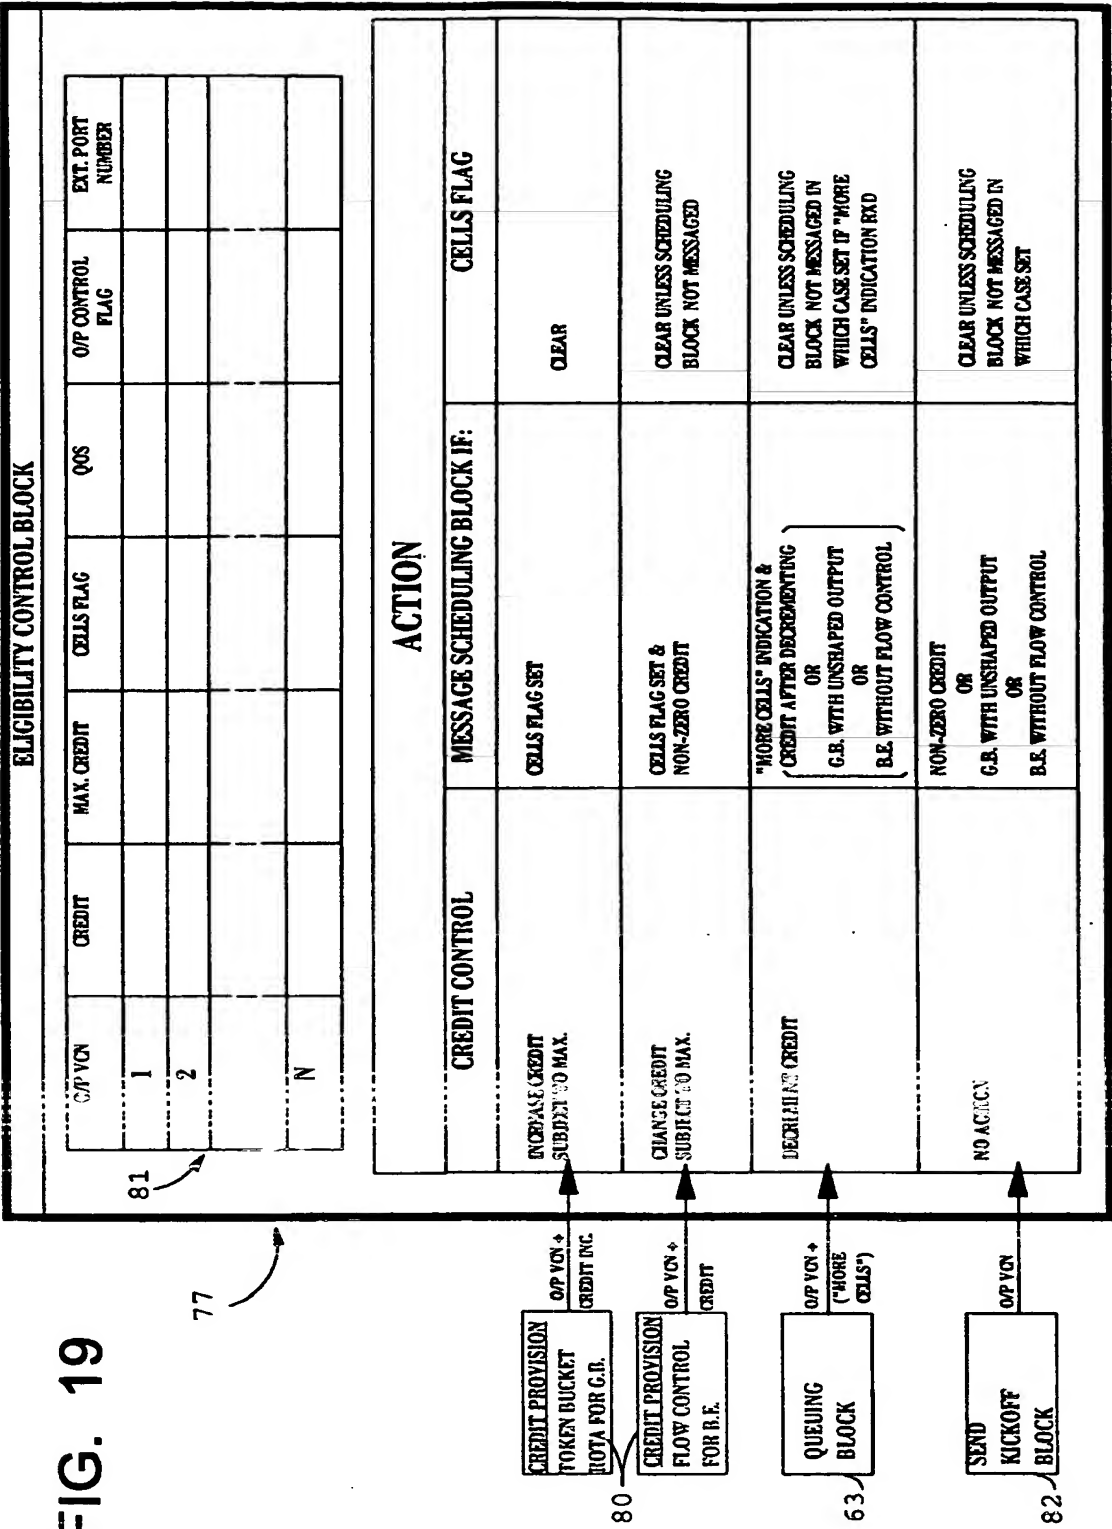 FIG. 19
77
ELIGIBILITY CONTROL BLOCK
81
O/P VCN
CREDIT
MAX. CREDIT
CELLS FLAG
QOS
O/P CONTROL
FLAG
EXT. PORT
NUMBER
1
2
N
ACTION
CREDIT CONTROL
MESSAGE SCHEDULING BLOCK IF:
CELLS FLAG
80
CREDIT PROVISION
TOKEN BUCKET
ROTA FOR G.B.
O/P VCN +
CREDIT INC.
INCREASE CREDIT
SUBJECT TO MAX.
CELLS FLAG SET
CLEAR
CREDIT PROVISION
FLOW CONTROL
FOR B.E.
O/P VCN +
CREDIT
CHANGE CREDIT
SUBJECT TO MAX.
CELLS FLAG SET &
NON-ZERO CREDIT
CLEAR UNLESS SCHEDULING
BLOCK NOT MESSAGED
63
QUEUING
BLOCK
O/P VCN +
("MORE
CELLS")
DECREMENT CREDIT
"MORE CELLS" INDICATION &
CREDIT AFTER DECREMENTING
OR
G.B. WITH UNSHAPED OUTPUT
OR
B.E. WITHOUT FLOW CONTROL
CLEAR UNLESS SCHEDULING
BLOCK NOT MESSAGED IN
WHICH CASE SET IF "MORE
CELLS" INDICATION RXD
82
SEND
KICKOFF
BLOCK
O/P VCN
NO ACTION
NON-ZERO CREDIT
OR
G.B. WITH UNSHAPED OUTPUT
OR
B.E. WITHOUT FLOW CONTROL
CLEAR UNLESS SCHEDULING
BLOCK NOT MESSAGED IN
WHICH CASE SET